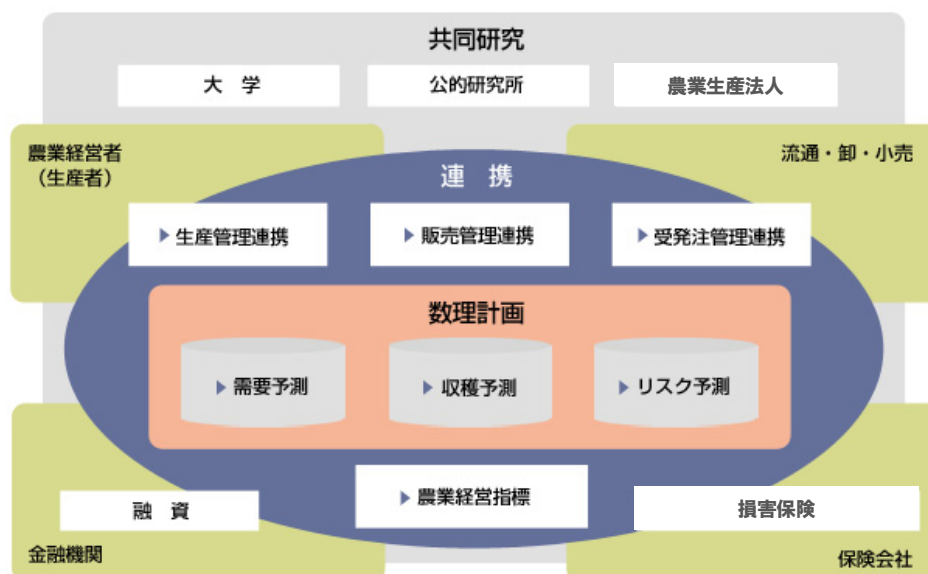 共同研究
大　学
公的研究所
農業生産法人
農業経営者
（生産者）
流通・卸・小売
連　携
生産管理連携
販売管理連携
受発注管理連携
数理計画
需要予測
収穫予測
リスク予測
農業経営指標
融　資
損害保険
金融機関
保険会社